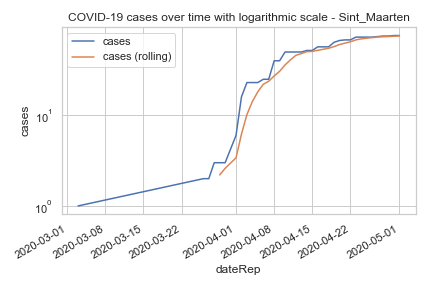 COVID-19 cases over time with logarithmic scale - Sint_Maarten
cases
cases (rolling)
10¹
10⁰
cases
2020-03-01
2020-03-08
2020-03-15
2020-03-22
2020-04-01
2020-04-08
2020-04-15
2020-04-22
2020-05-01
dateRep